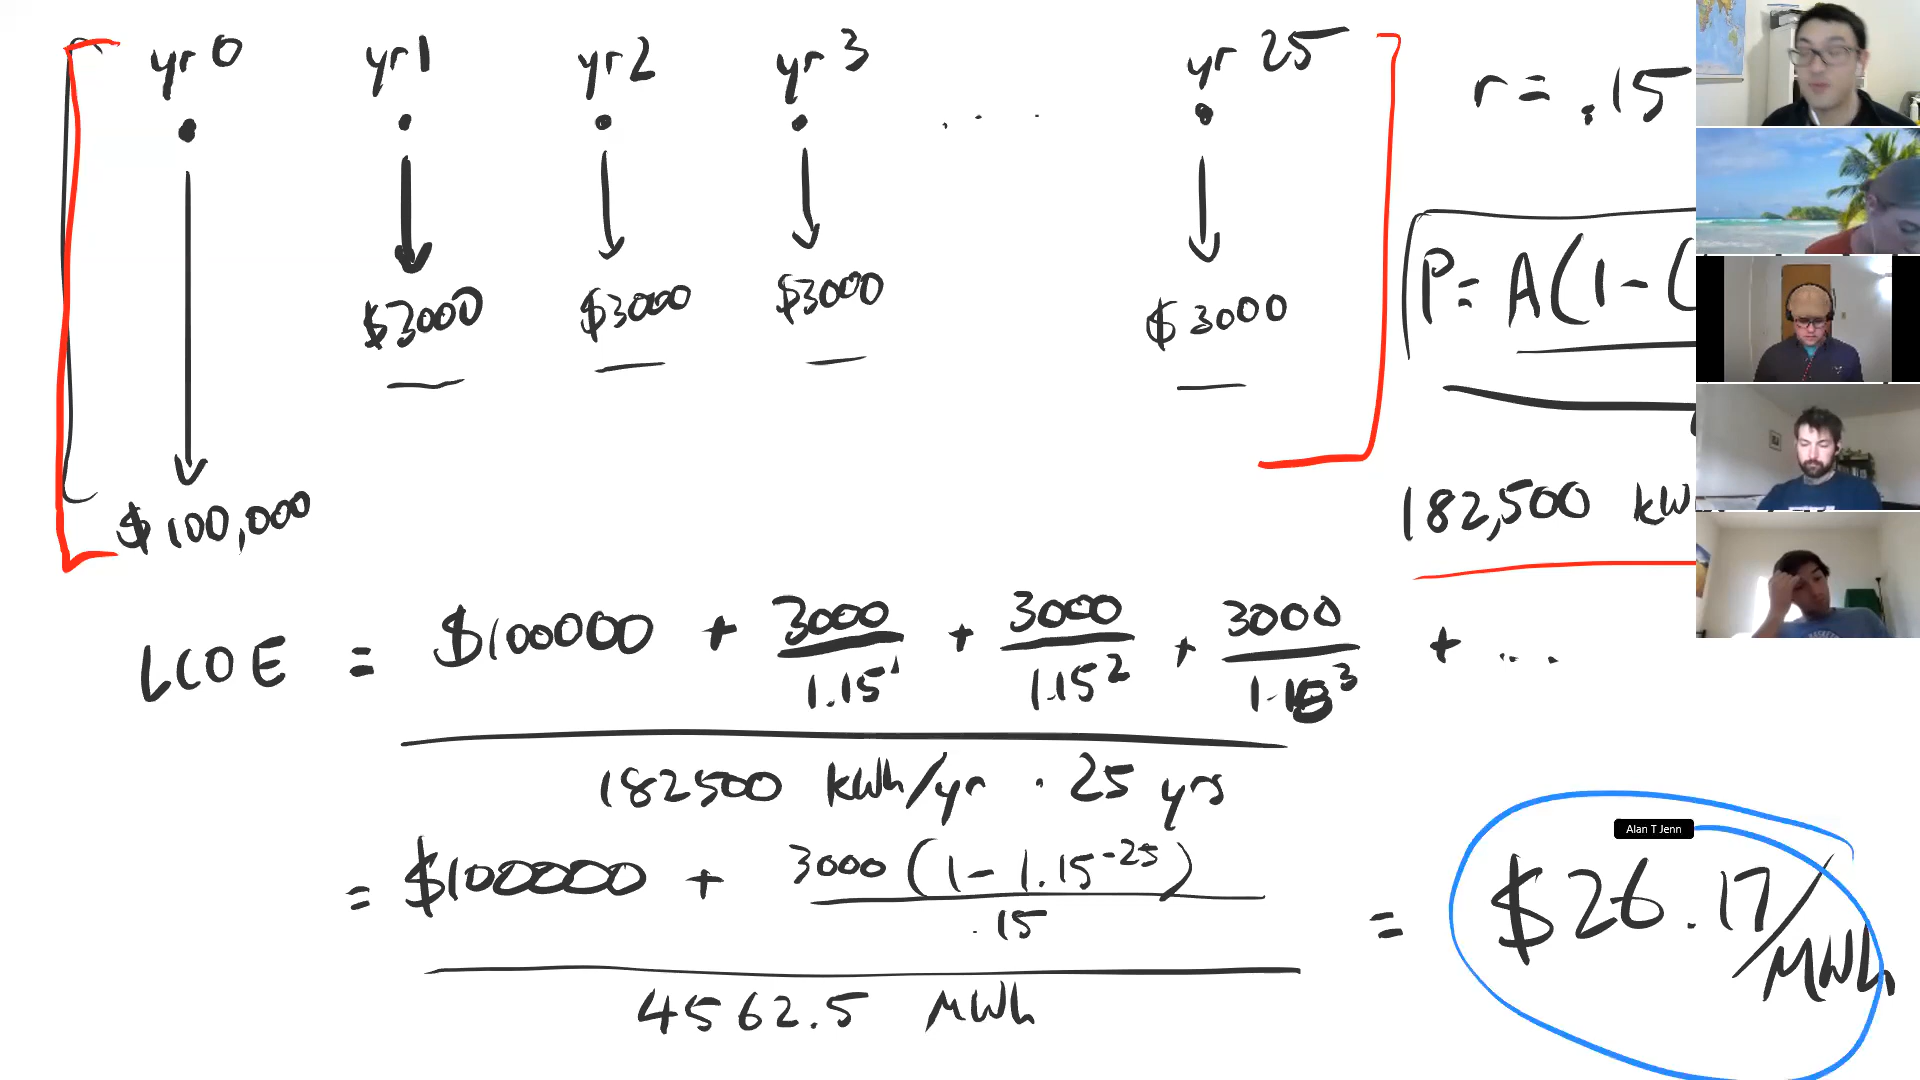 yr 0 yr 1 yr 2 yr 3 .... yr 25 r = .15
$3000 $3000 $3000 $3000
P = A(1-(
$100,000
182,500 kW
LCOE = $100000 + 3000/1.15^1 + 3000/1.15^2 + 3000/1.15^3 + ...
182500 kWh/yr · 25 yrs
= $100000 + 3000(1-1.15^-25)/.15 = $26.17/MWh
4562.5 MWh
Alan T Jenn